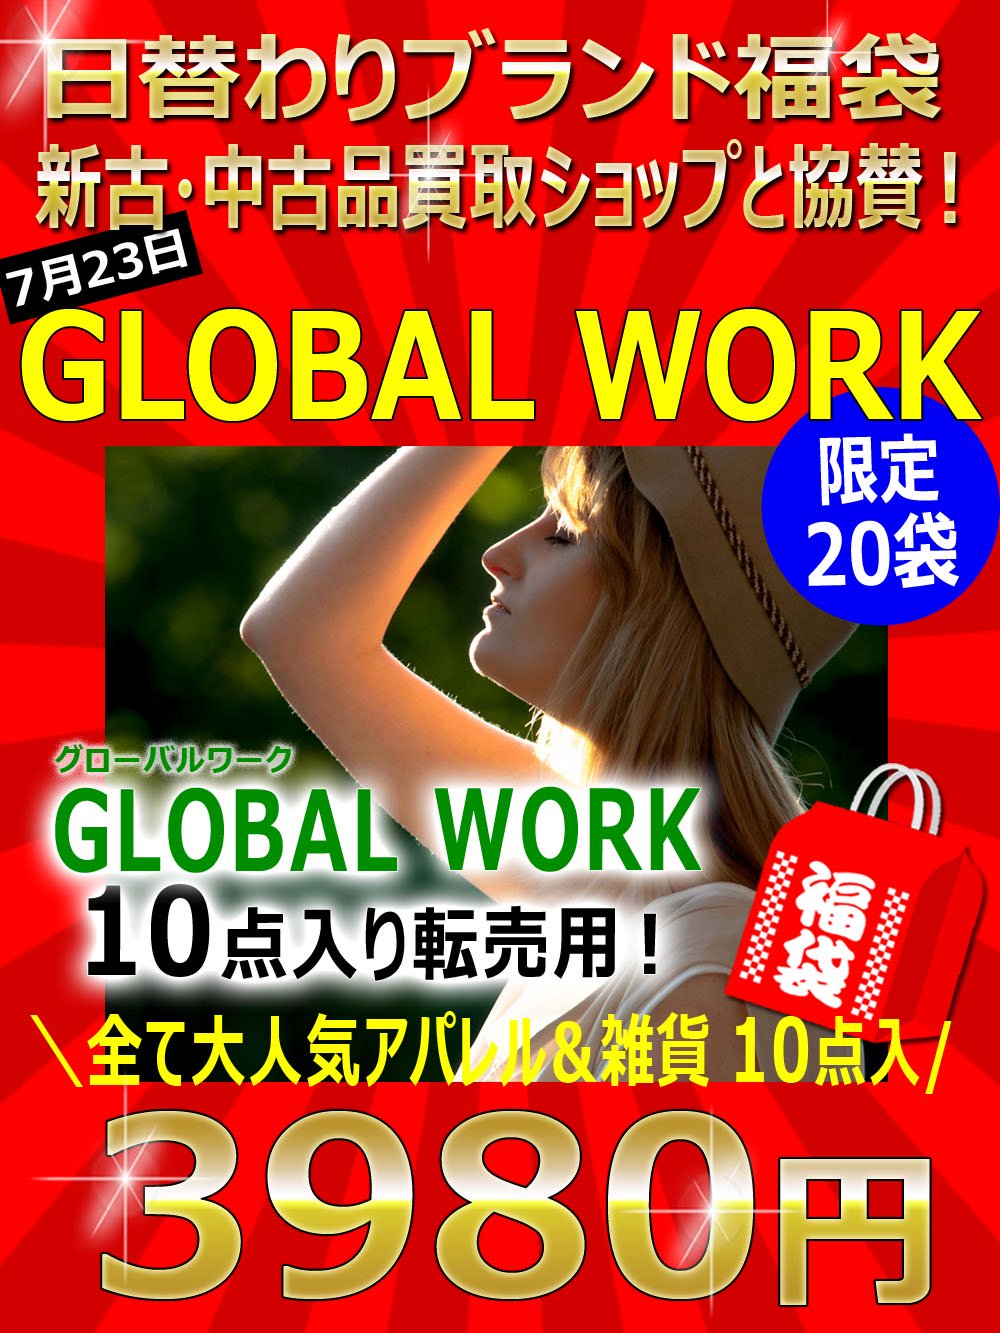 日替わりブランド福袋
新古・中古品買取ショップと協賛！
7月23日
GLOBAL WORK
限定
20袋
グローバルワーク
GLOBAL WORK
10点入り転売用！
福袋
＼全て大人気アパレル＆雑貨 10点入/
3980円